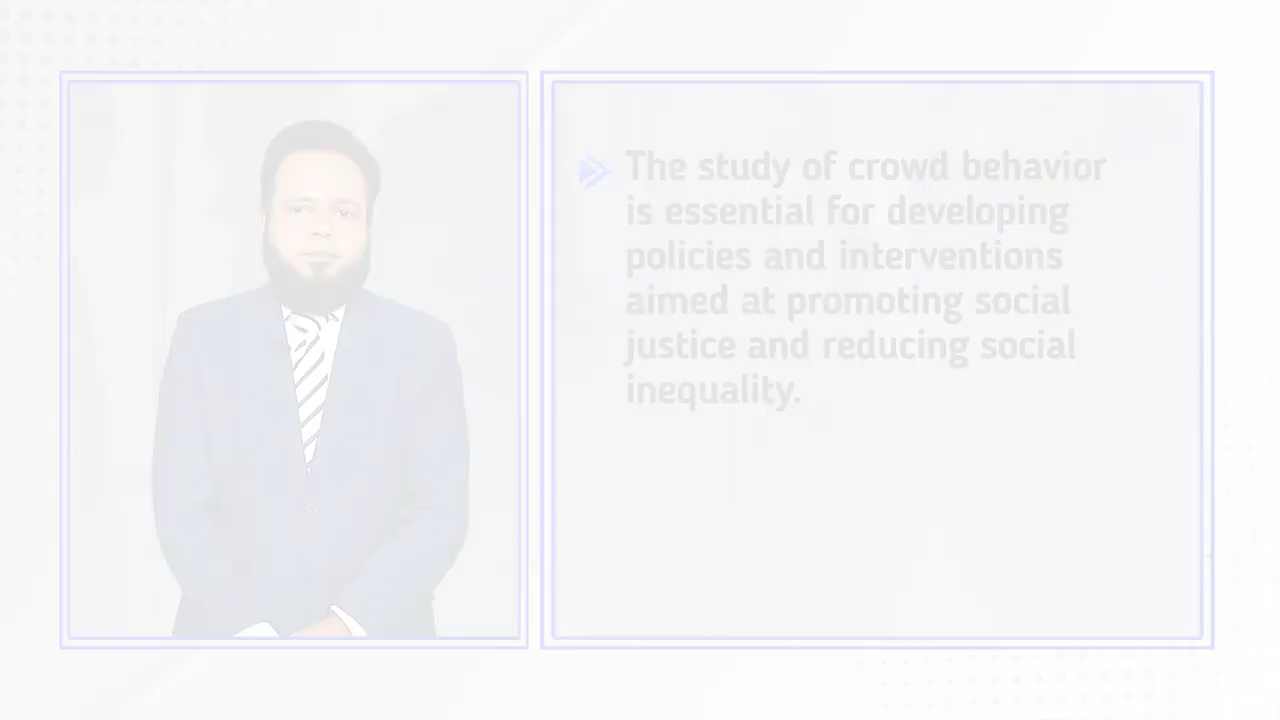 The study of crowd behavior
is essential for developing
policies and interventions
aimed at promoting social
justice and reducing social
inequality.